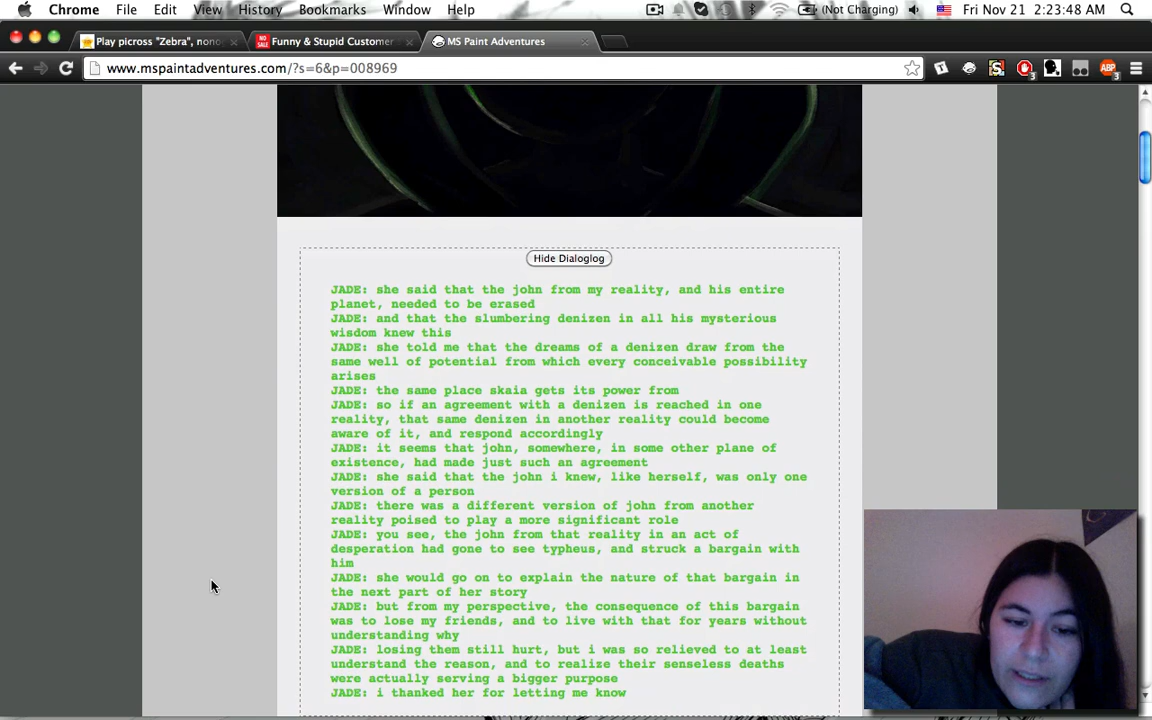 Chrome File Edit View History Bookmarks Window Help (Not Charging) Fri Nov 21 2:23:48 AM
Play picross "Zebra", nono Funny & Stupid Customer MS Paint Adventures
www.mspaintadventures.com/?s=6&p=008969
Hide Dialoglog
JADE: she said that the john from my reality, and his entire
planet, needed to be erased
JADE: and that the slumbering denizen in all his mysterious
wisdom knew this
JADE: she told me that the dreams of a denizen draw from the
same well of potential from which every conceivable possibility
arises
JADE: the same place skaia gets its power from
JADE: so if an agreement with a denizen is reached in one
reality, that same denizen in another reality could become
aware of it, and respond accordingly
JADE: it seems that john, somewhere, in some other plane of
existence, had made just such an agreement
JADE: she said that the john i knew, like herself, was only one
version of a person
JADE: there was a different version of john from another
reality poised to play a more significant role
JADE: you see, the john from that reality in an act of
desperation had gone to see typheus, and struck a bargain with
him
JADE: she would go on to explain the nature of that bargain in
the next part of her story
JADE: but from my perspective, the consequence of this bargain
was to lose my friends, and to live with that for years without
understanding why
JADE: losing them still hurt, but i was so relieved to at least
understand the reason, and to realize their senseless deaths
were actually serving a bigger purpose
JADE: i thanked her for letting me know